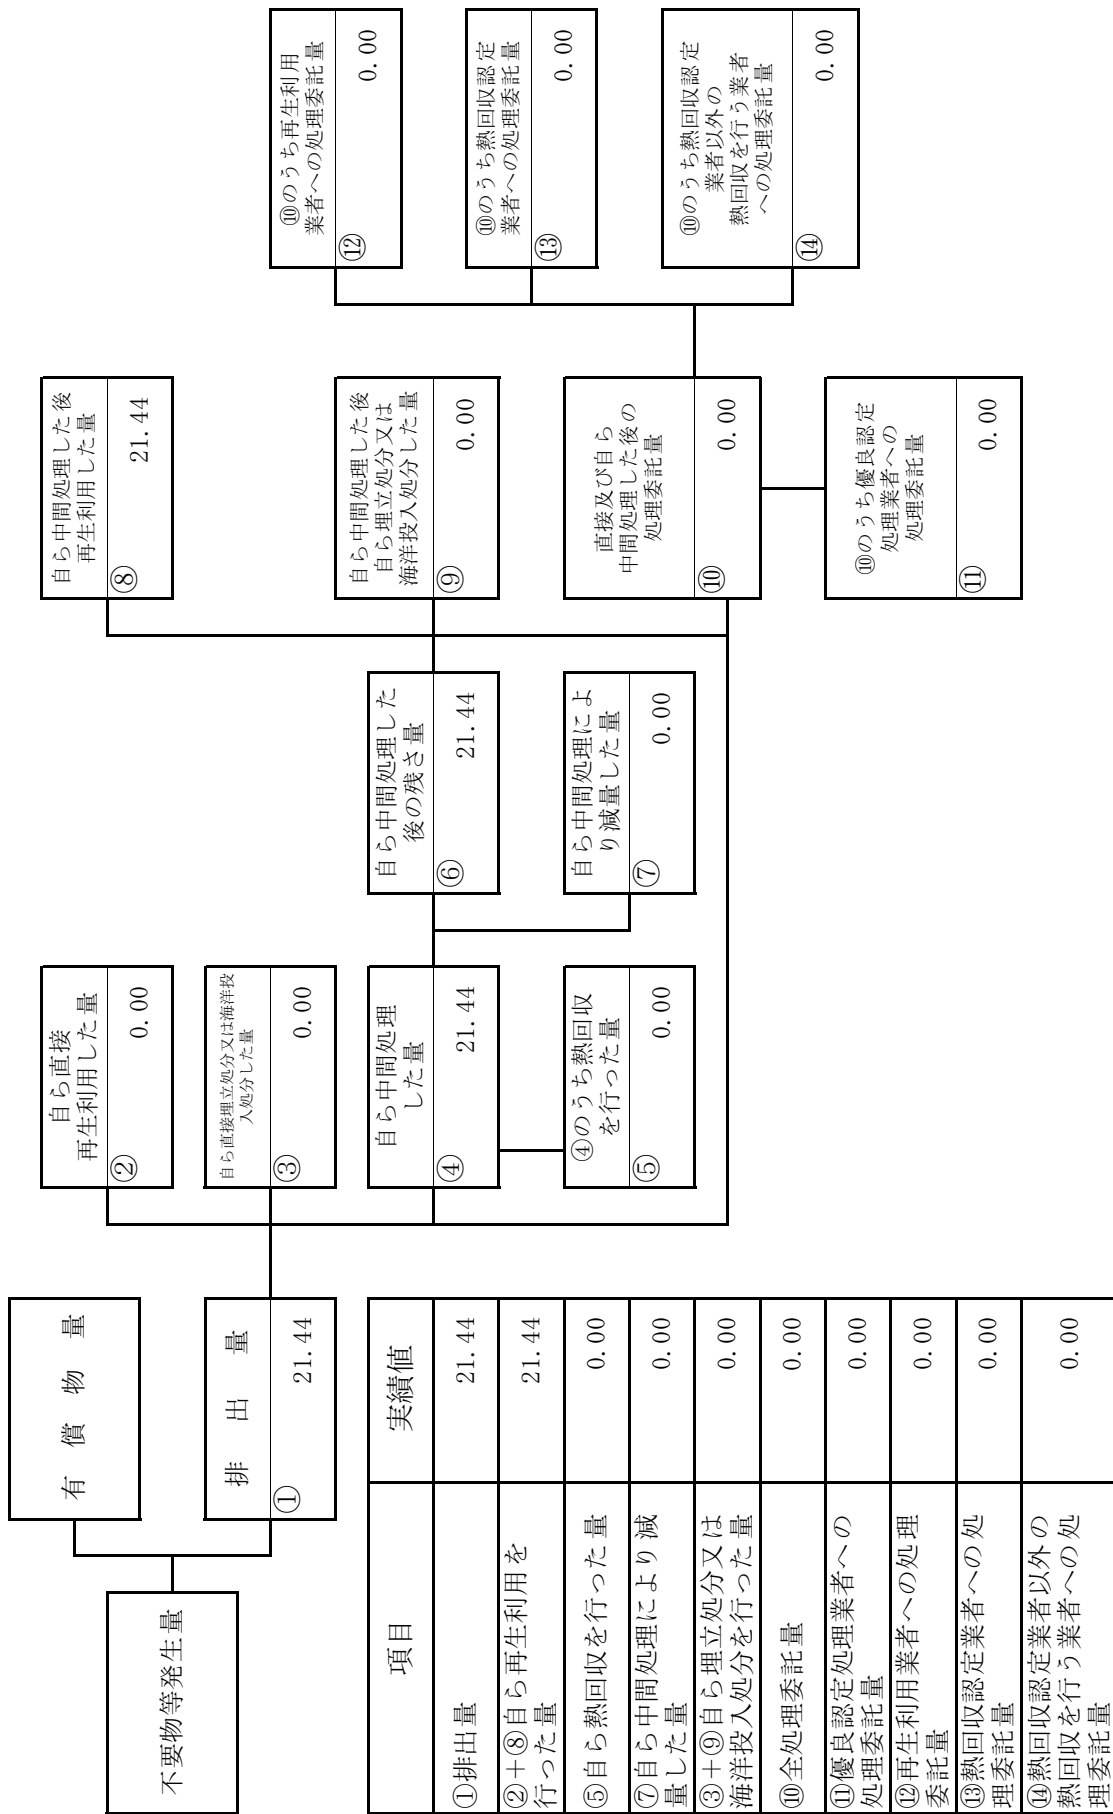 不要物等発生量
有償物量
排出量
①
21.44
自ら直接
再生利用した量
②
0.00
自ら直接埋立処分又は海洋投
入処分した量
③
0.00
自ら中間処理
した量
④
21.44
④のうち熱回収
を行った量
⑤
0.00
自ら中間処理した
後の残さ量
⑥
21.44
自ら中間処理によ
り減量した量
⑦
0.00
自ら中間処理した後
再生利用した量
⑧
21.44
自ら中間処理した後
自ら埋立処分又は
海洋投入処分した量
⑨
0.00
直接及び自ら
中間処理した後の
処理委託量
⑩
0.00
⑩のうち優良認定
処理業者への
処理委託量
⑪
0.00
⑩のうち再生利用
業者への処理委託量
⑫
0.00
⑩のうち熱回収認定
業者への処理委託量
⑬
0.00
⑩のうち熱回収認定
業者以外の
熱回収を行う業者
への処理委託量
⑭
0.00
項目
実績値
①排出量
21.44
②+⑧自ら再生利用を
行った量
21.44
⑤自ら熱回収を行った量
0.00
⑦自ら中間処理により減
量した量
0.00
③+⑨自ら埋立処分又は
海洋投入処分を行った量
0.00
⑩全処理委託量
0.00
⑪優良認定処理業者への
処理委託量
0.00
⑫再生利用業者への処理
委託量
0.00
⑬熱回収認定業者への処
理委託量
0.00
⑭熱回収認定業者以外の
熱回収を行う業者への処
理委託量
0.00